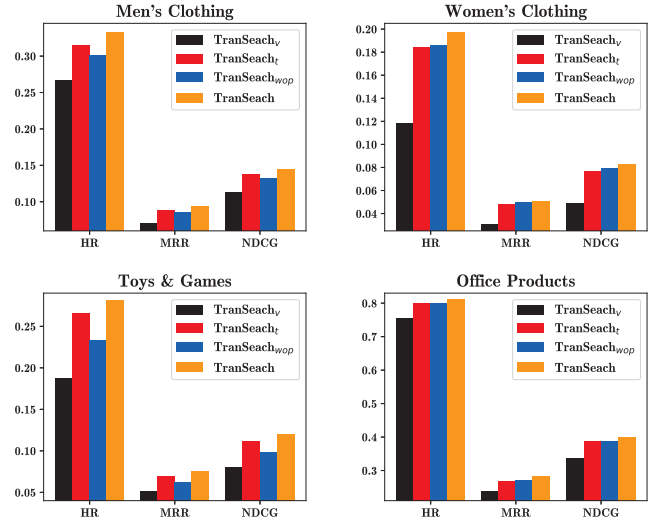 Men's Clothing
0.30
0.25
0.20
0.15
0.10
TranSeach_v
TranSeach_t
TranSeach_wop
TranSeach
HR MRR NDCG
Women's Clothing
0.20
0.18
0.16
0.14
0.12
0.10
0.08
0.06
0.04
TranSeach_v
TranSeach_t
TranSeach_wop
TranSeach
HR MRR NDCG
Toys & Games
0.25
0.20
0.15
0.10
0.05
TranSeach_v
TranSeach_t
TranSeach_wop
TranSeach
HR MRR NDCG
Office Products
0.8
0.7
0.6
0.5
0.4
0.3
TranSeach_v
TranSeach_t
TranSeach_wop
TranSeach
HR MRR NDCG